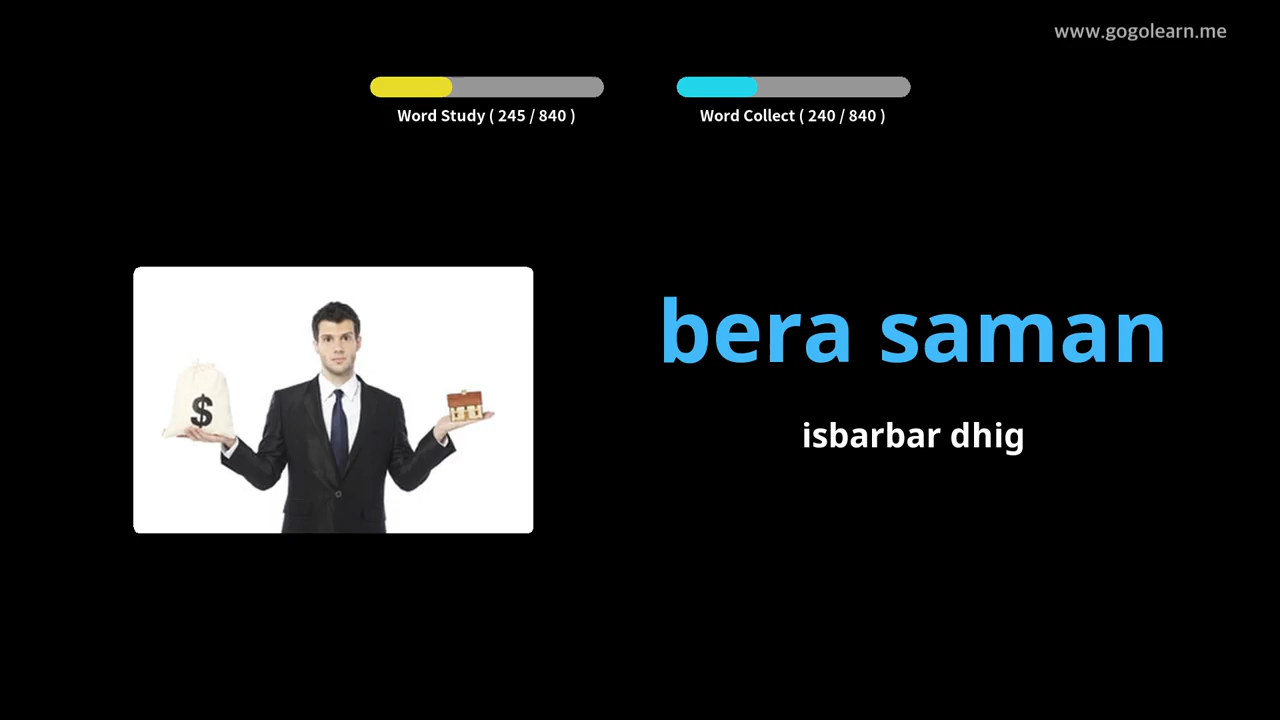 www.gogolearn.me
Word Study ( 245 / 840 )
Word Collect ( 240 / 840 )
bera saman
isbarbar dhig
$